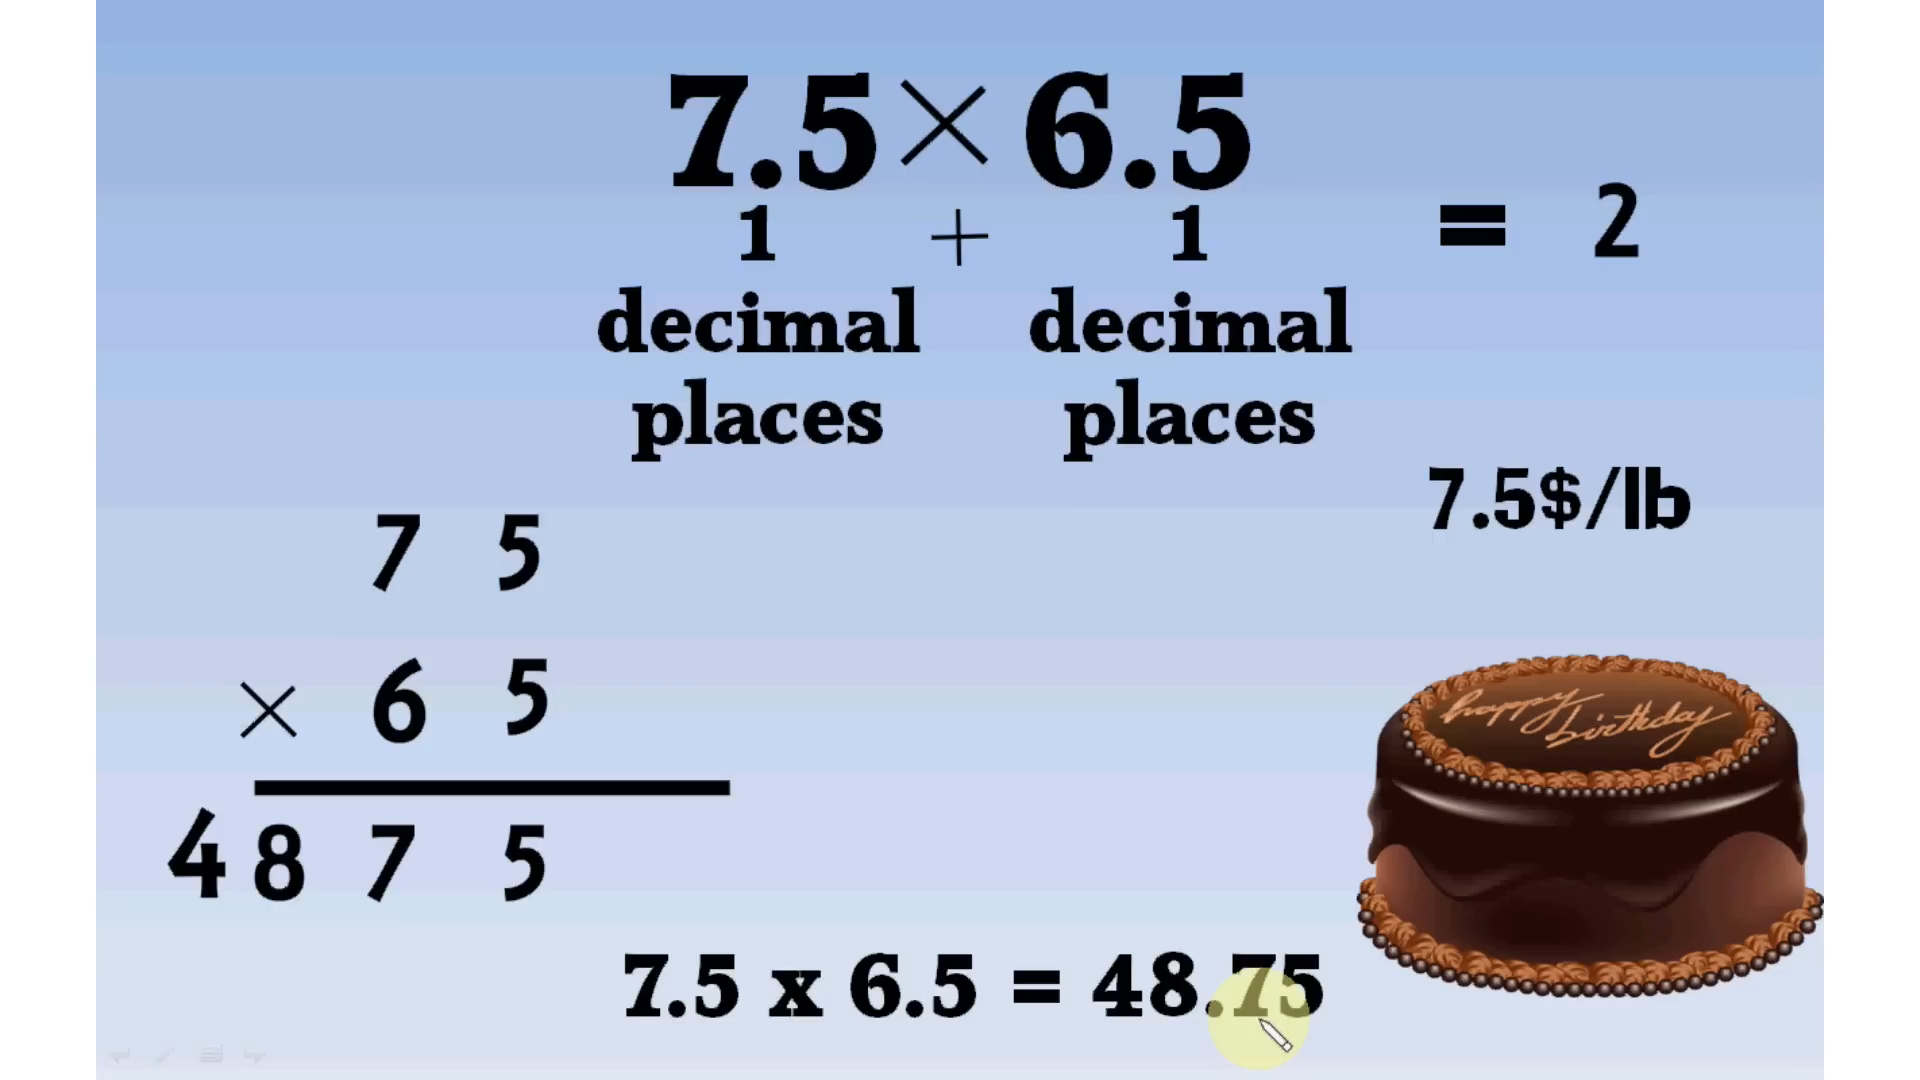 7.5×6.5
1 + 1 = 2
decimal decimal
places places
7.5$/lb
7 5
× 6 5
4 8 7 5
happy
birthday
7.5 x 6.5 = 48.75